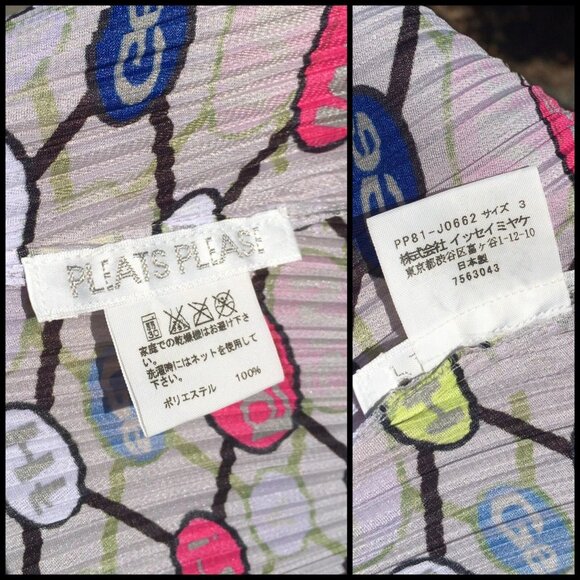 PLEATS PLEASE
家庭での乾燥機はお避け下さ
い。
洗濯時にはネットを使用して
下さい。
ポリエステル 100%
PP81-J0662 サイズ 3
株式会社 イッセイミヤケ
東京都渋谷区富ヶ谷1-12-10
日本製
7563043